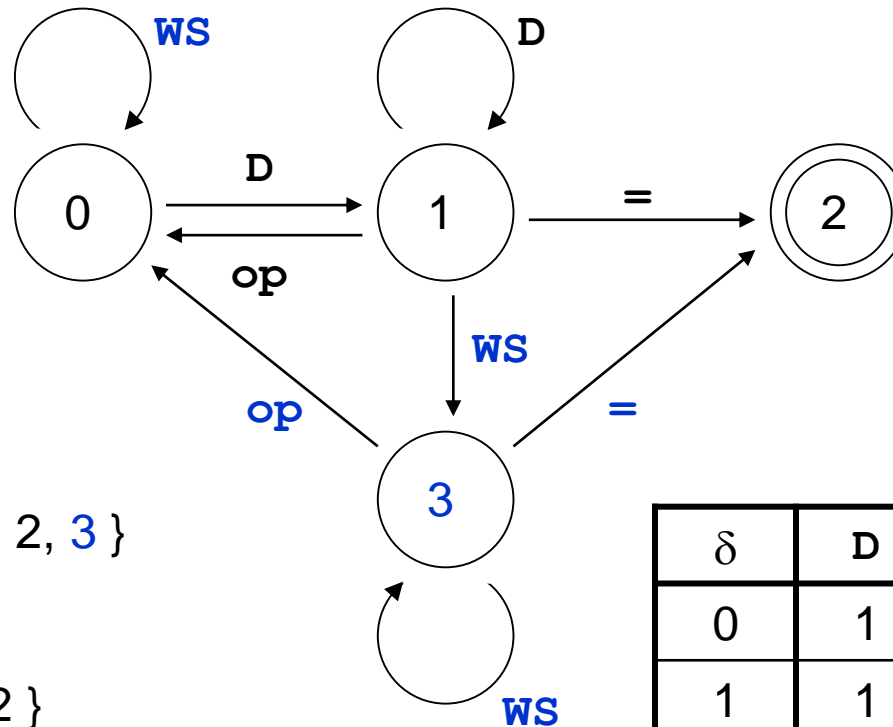 WS D
D
0 1 = 2
op
WS
op =
3
2, 3 }
δ D
0 1
1 1
2 }
WS